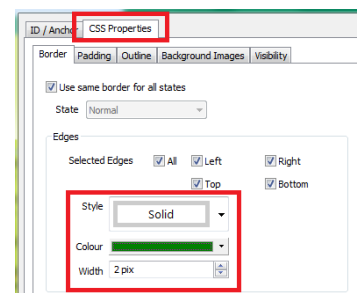 ID / Anchor CSS Properties
Border Padding Outline Background Images Visibility
Use same border for all states
State Normal
Edges
Selected Edges All Left Right
Top Bottom
Style Solid
Colour
Width 2 pix